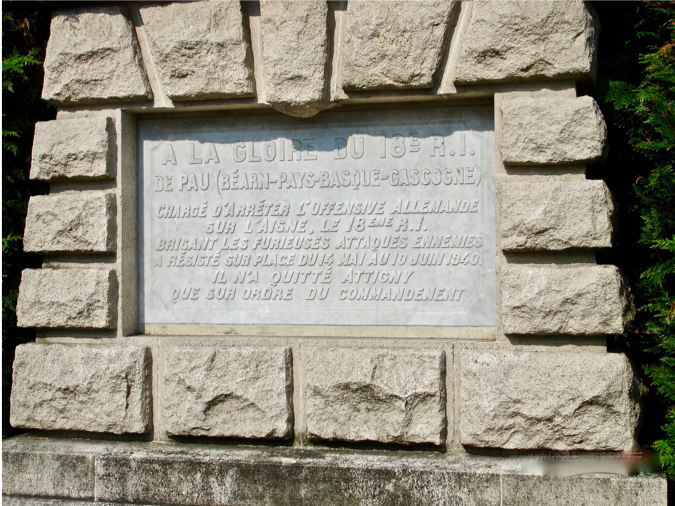 A LA GLOIRE DU 18E R.I.
DE PAU (BÉARN-PAYS-BASQUE-GASCOGNE)
CHARGÉ D'ARRÊTER L'OFFENSIVE ALLEMANDE
SUR L'AISNE, LE 18EME R.I.
BRIGANT LES FURIEUSES ATTAQUES ENNEMIES
A RÉSISTÉ SUR PLACE DU 14 MAI AU 10 JUIN 1940.
IL N'A QUITTÉ ATTIGNY
QUE SUR ORDRE DU COMMANDEMENT